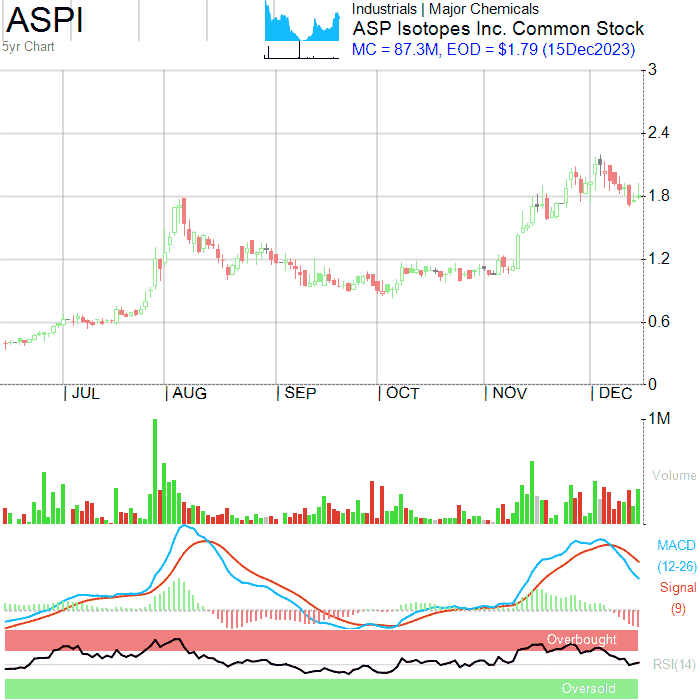 ASPI
5yr Chart
Industrials | Major Chemicals
ASP Isotopes Inc. Common Stock
MC = 87.3M, EOD = $1.79 (15Dec2023)
3
2.4
1.8
1.2
0.6
0
| JUL | AUG | SEP | OCT | NOV | DEC
1M
Volume
MACD
(12-26)
Signal
(9)
Overbought
RSI(14)
Oversold